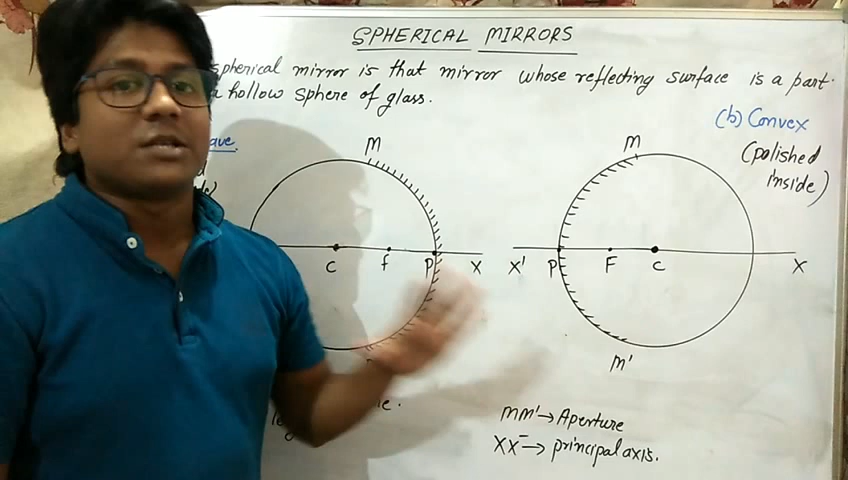 SPHERICAL MIRRORS
spherical mirror is that mirror whose reflecting surface is a part
hollow sphere of glass.
(b) Convex
(polished
inside)
M
M
C
f
P
X
X'
P
F
C
X
M'
MM' → Aperture
XX‾ → principal axis.